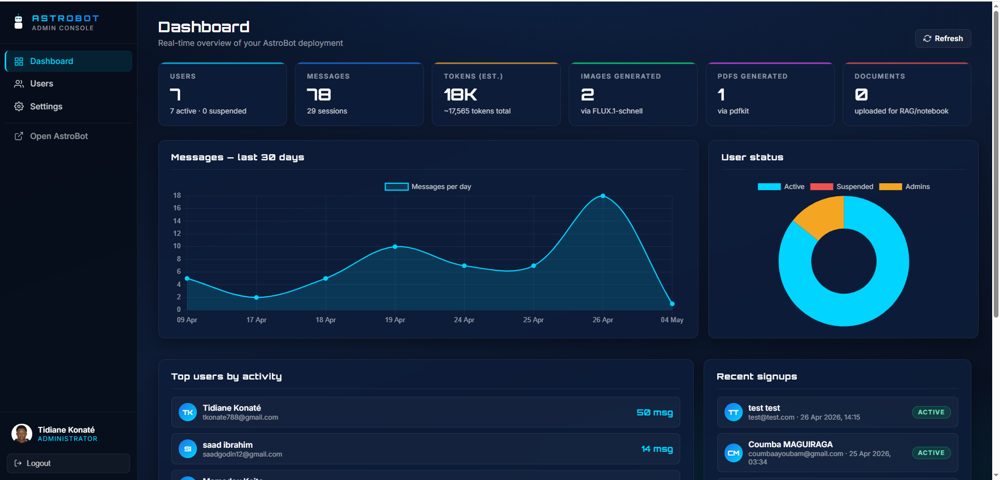 ASTROBOT
ADMIN CONSOLE
Dashboard
Users
Settings
Open AstroBot
Tidiane Konaté
ADMINISTRATOR
Logout
Dashboard
Real-time overview of your AstroBot deployment
Refresh
USERS
7
7 active · 0 suspended
MESSAGES
78
29 sessions
TOKENS (EST.)
18K
~17,565 tokens total
IMAGES GENERATED
2
via FLUX.1-schnell
PDFS GENERATED
1
via pdfkit
DOCUMENTS
0
uploaded for RAG/notebook
Messages — last 30 days
Messages per day
18
16
14
12
10
8
6
4
2
0
09 Apr
17 Apr
18 Apr
19 Apr
24 Apr
25 Apr
26 Apr
04 May
User status
Active
Suspended
Admins
Top users by activity
TK
Tidiane Konaté
tkonate788@gmail.com
50 msg
SI
saad ibrahim
saadgodin12@gmail.com
14 msg
Recent signups
TT
test test
test@test.com · 26 Apr 2026, 14:15
ACTIVE
CM
Coumba MAGUIRAGA
coumbaayoubam@gmail.com · 25 Apr 2026,
03:34
ACTIVE